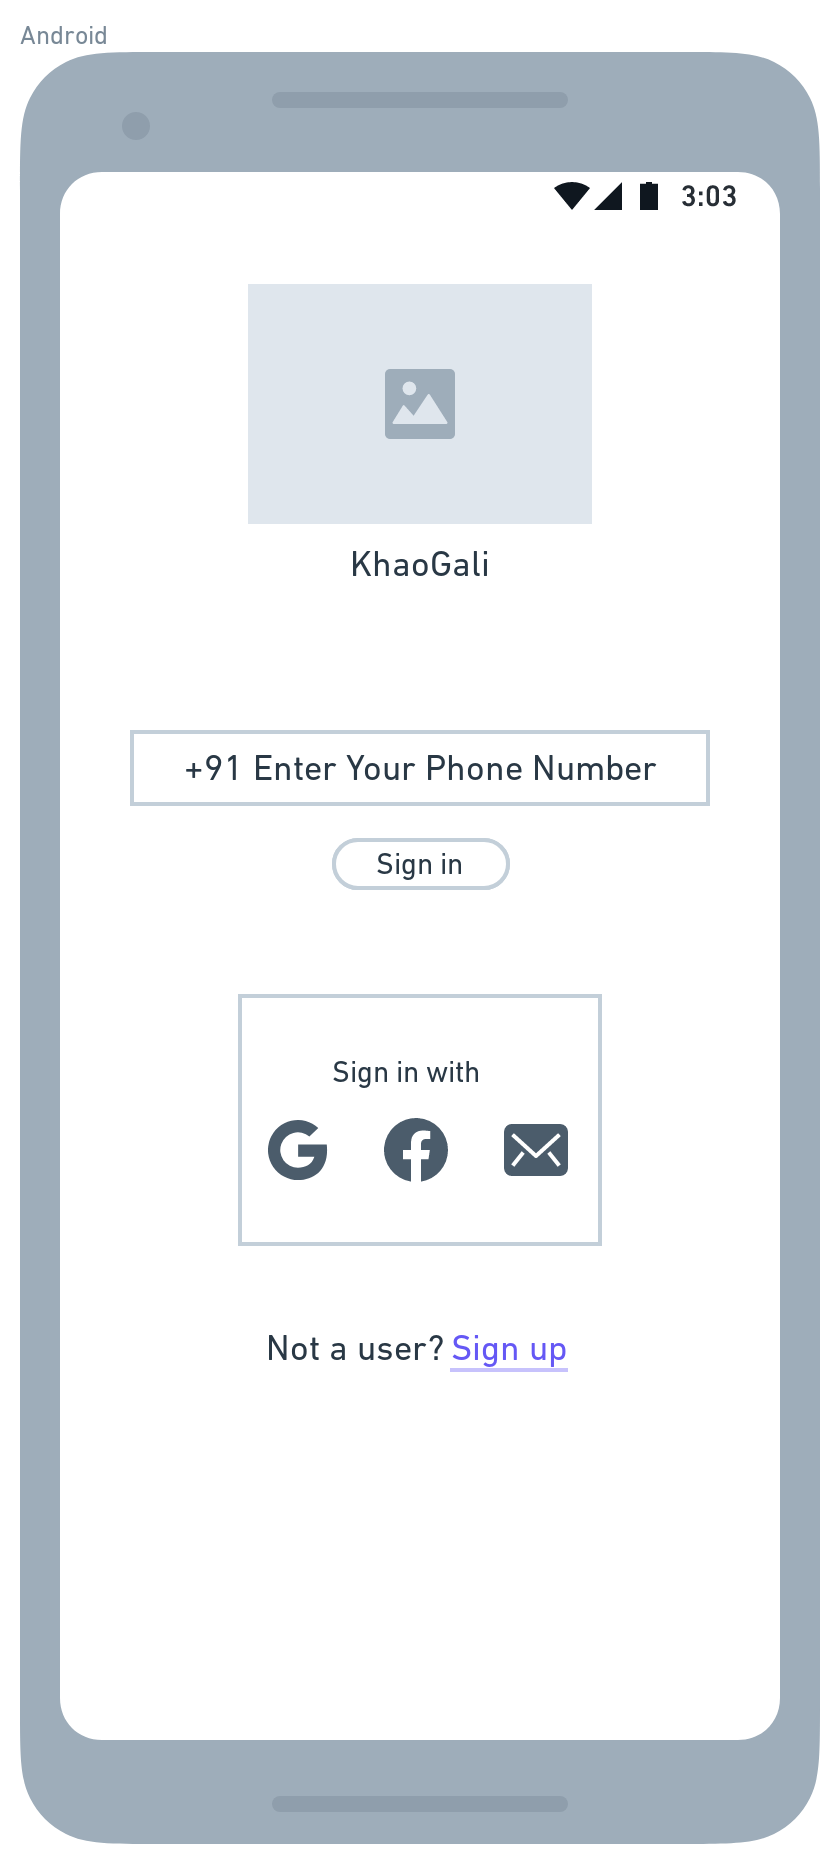 Android
3:03
KhaoGali
+91 Enter Your Phone Number
Sign in
Sign in with
Not a user? Sign up